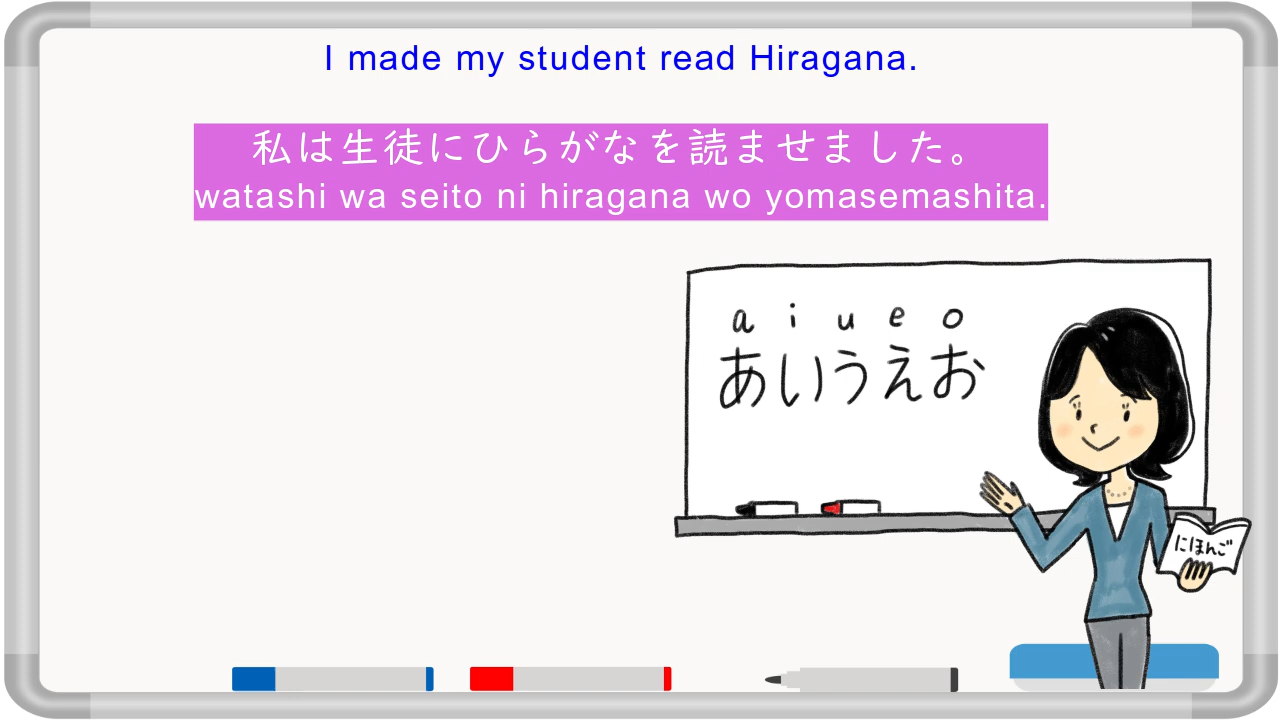 I made my student read Hiragana.
私は生徒にひらがなを読ませました。
watashi wa seito ni hiragana wo yomasemashita.
a i u e o
あいうえお
にほんご